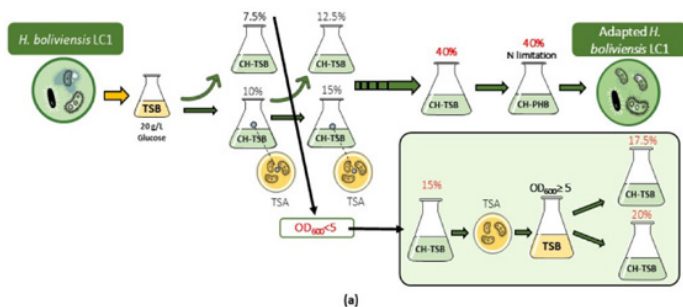 H. boliviensis LC1
TSB
20 g/L
Glucose
7.5%
CH-TSB
10%
CH-TSB
TSA
12.5%
CH-TSB
15%
CH-TSB
TSA
40%
CH-TSB
40%
N limitation
CH-PHB
Adapted H.
boliviensis LC1
OD600<5
15%
CH-TSB
TSA
OD600≥ 5
TSB
17.5%
CH-TSB
20%
CH-TSB
(a)